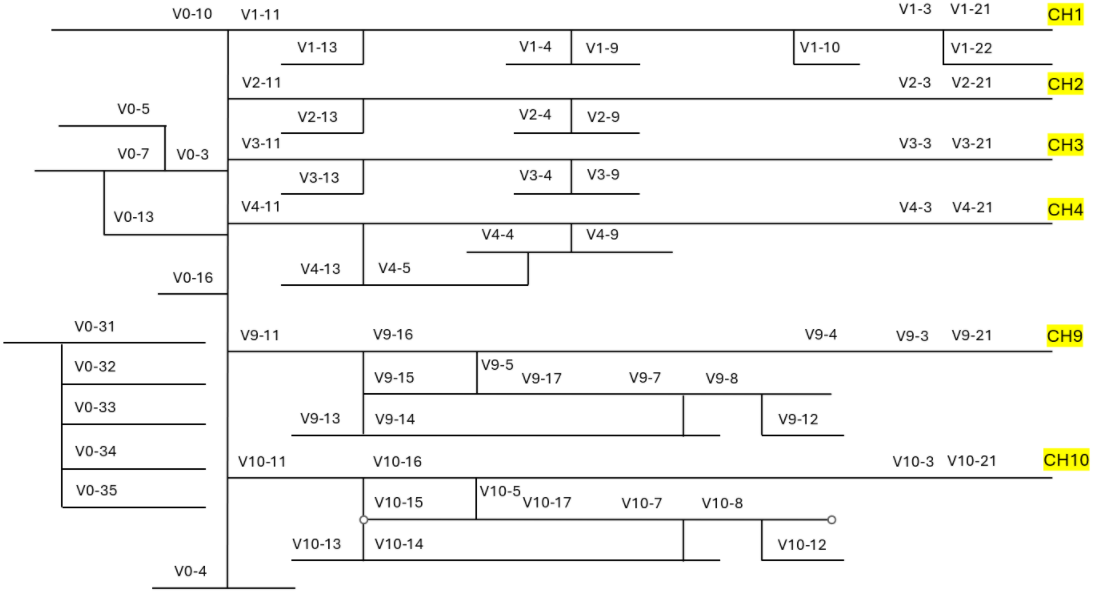 V0-10 V1-11 V1-3 V1-21 CH1
V1-13 V1-4 V1-9 V1-10 V1-22
V2-11 V2-3 V2-21 CH2
V0-5 V2-13 V2-4 V2-9
V3-11 V3-3 V3-21 CH3
V0-7 V0-3
V3-13 V3-4 V3-9
V4-11 V4-3 V4-21 CH4
V0-13
V4-4 V4-9
V4-13 V4-5
V0-16
V0-31
V9-11 V9-16 V9-4 V9-3 V9-21 CH9
V0-32 V9-5
V9-15 V9-17 V9-7 V9-8
V0-33
V9-13 V9-14 V9-12
V0-34
V10-11 V10-16 V10-3 V10-21 CH10
V0-35 V10-5
V10-15 V10-17 V10-7 V10-8
V10-13 V10-14 V10-12
V0-4